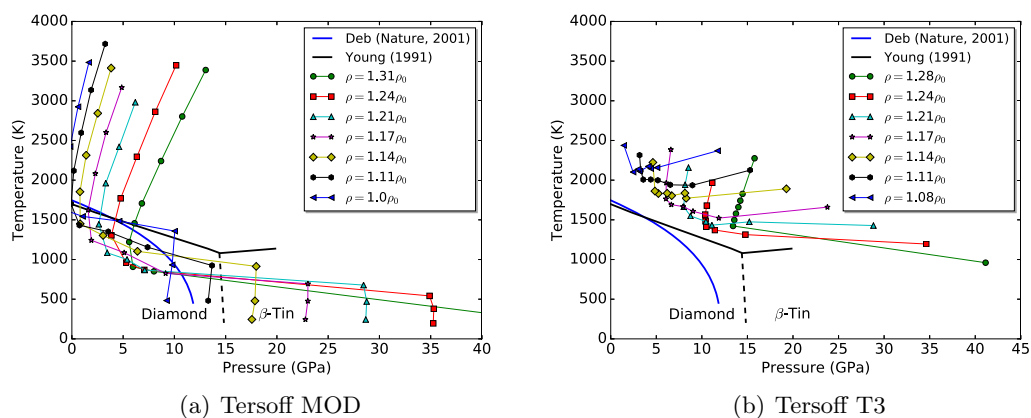 4000
3500
3000
2500
2000
1500
1000
500
0
Temperature (K)
0 5 10 15 20 25 30 35 40
Pressure (GPa)
Deb (Nature, 2001)
Young (1991)
ρ = 1.31ρ₀
ρ = 1.24ρ₀
ρ = 1.21ρ₀
ρ = 1.17ρ₀
ρ = 1.14ρ₀
ρ = 1.11ρ₀
ρ = 1.0ρ₀
Diamond β-Tin
(a) Tersoff MOD
4000
3500
3000
2500
2000
1500
1000
500
0
Temperature (K)
0 5 10 15 20 25 30 35 40 45
Pressure (GPa)
Deb (Nature, 2001)
Young (1991)
ρ = 1.28ρ₀
ρ = 1.24ρ₀
ρ = 1.21ρ₀
ρ = 1.17ρ₀
ρ = 1.14ρ₀
ρ = 1.11ρ₀
ρ = 1.08ρ₀
Diamond β-Tin
(b) Tersoff T3